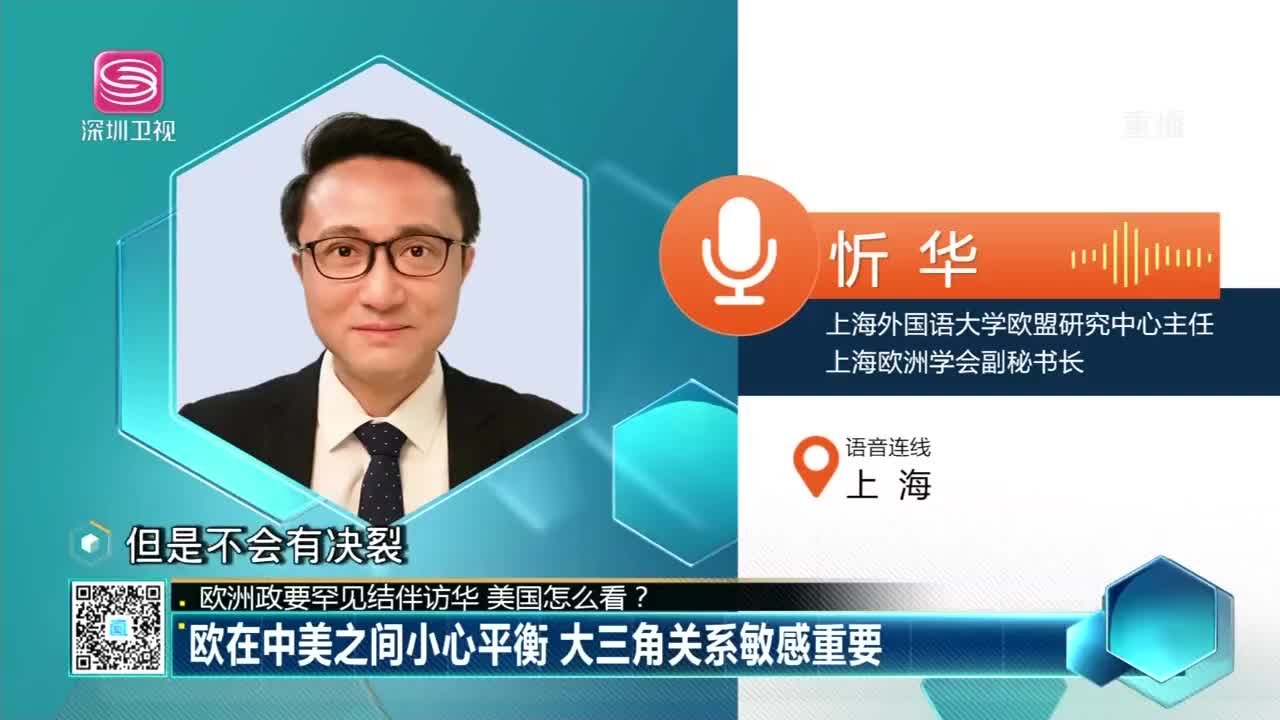 深圳卫视
重播
忻华
上海外国语大学欧盟研究中心主任
上海欧洲学会副秘书长
语音连线
上海
但是不会有决裂
欧洲政要罕见结伴访华 美国怎么看？
欧在中美之间小心平衡 大三角关系敏感重要